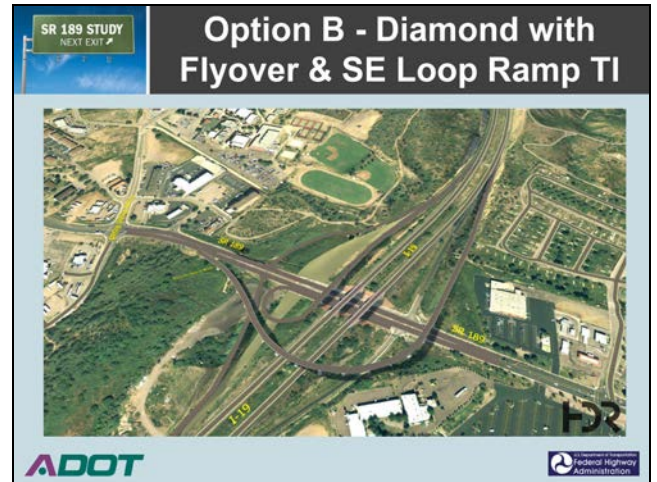 SR 189 STUDY
NEXT EXIT
Option B - Diamond with
Flyover & SE Loop Ramp TI
SR 189
I-19
SR 189
I-19
HDR
ADOT
U.S. Department of Transportation
Federal Highway
Administration